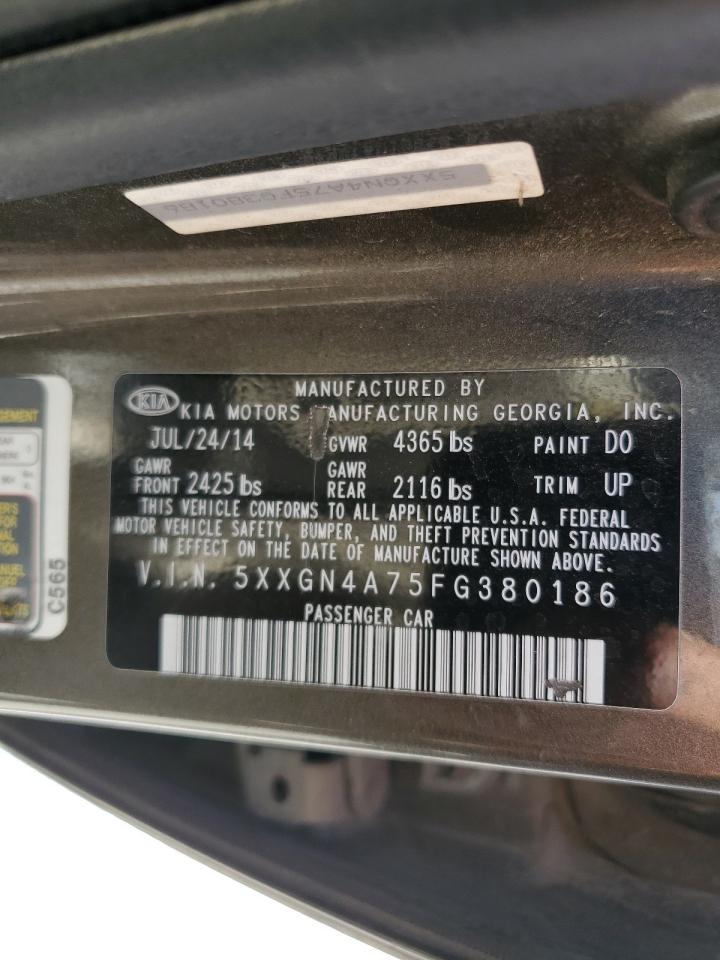 5XXGN4A75FG380186
KIA
MANUFACTURED BY
KIA MOTORS MANUFACTURING GEORGIA, INC.
JUL/24/14 GVWR 4365 lbs PAINT DO
GAWR FRONT 2425 lbs GAWR REAR 2116 lbs TRIM UP
THIS VEHICLE CONFORMS TO ALL APPLICABLE U.S.A. FEDERAL
MOTOR VEHICLE SAFETY, BUMPER, AND THEFT PREVENTION STANDARDS
IN EFFECT ON THE DATE OF MANUFACTURE SHOWN ABOVE.
V.I.N. 5XXGN4A75FG380186
PASSENGER CAR
C565